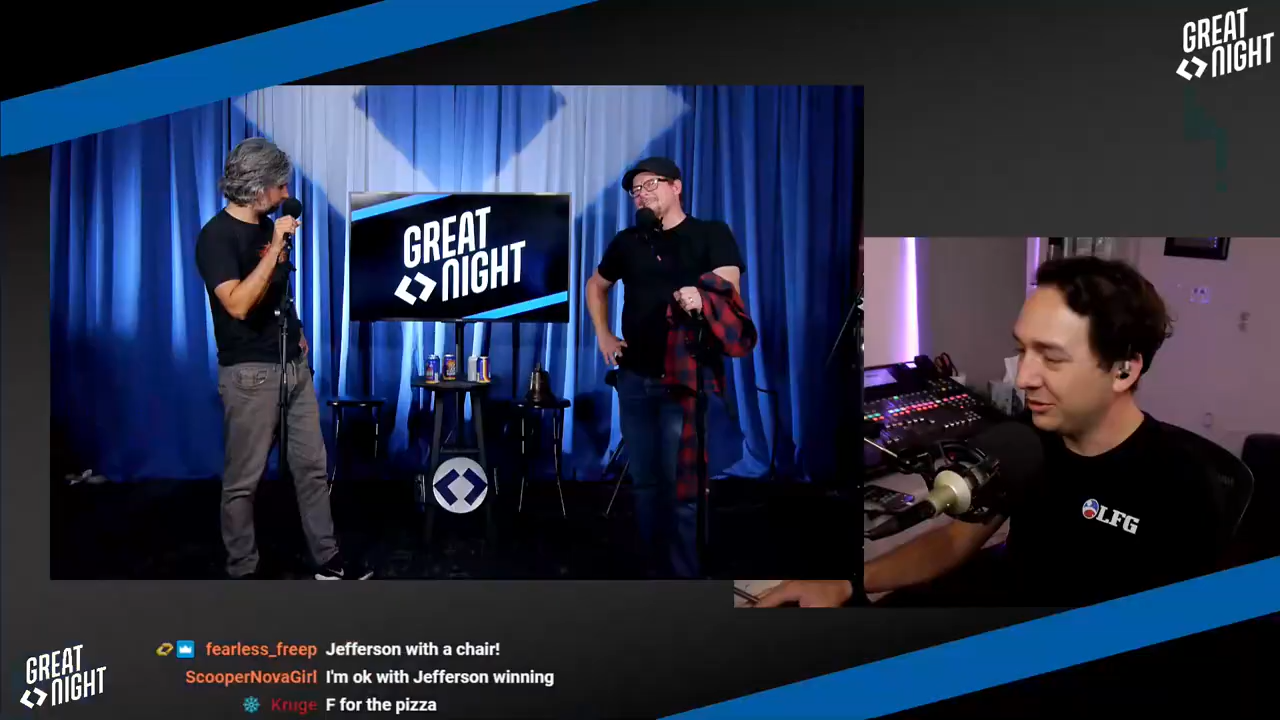 GREAT
NIGHT
GREAT
NIGHT
LFG
GREAT
NIGHT
fearless_freep Jefferson with a chair!
ScooperNovaGirl I'm ok with Jefferson winning
Kruge F for the pizza